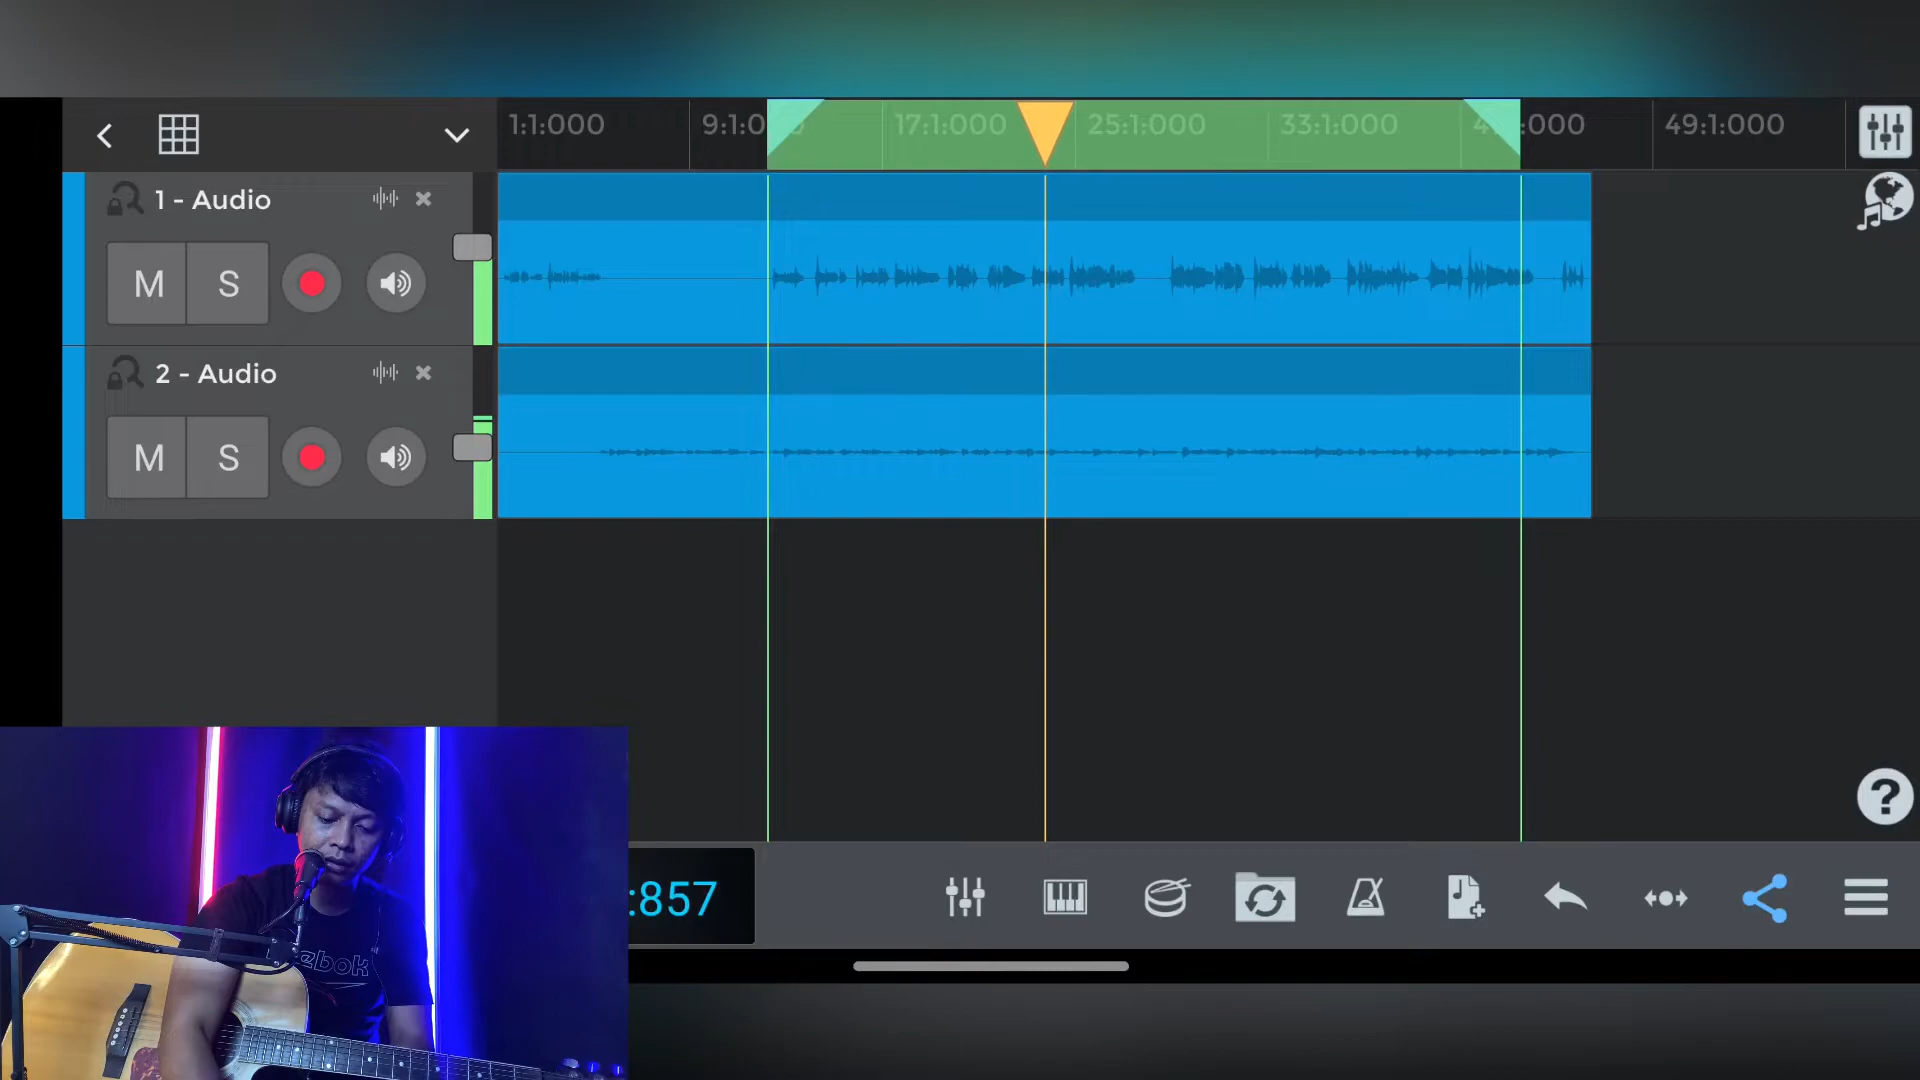 1:1:000 9:1:0 17:1:000 25:1:000 33:1:000 :000 49:1:000
1 - Audio
M S
2 - Audio
M S
:857
?
ebok